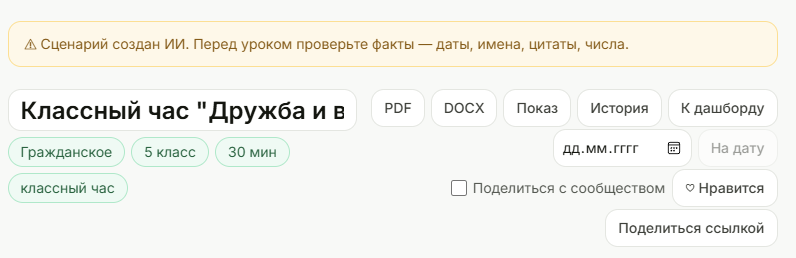 ⚠ Сценарий создан ИИ. Перед уроком проверьте факты — даты, имена, цитаты, числа.
Классный час "Дружба и в
PDF DOCX Показ История К дашборду
Гражданское 5 класс 30 мин
дд.мм.гггг На дату
классный час
Поделиться с сообществом ♡ Нравится
Поделиться ссылкой